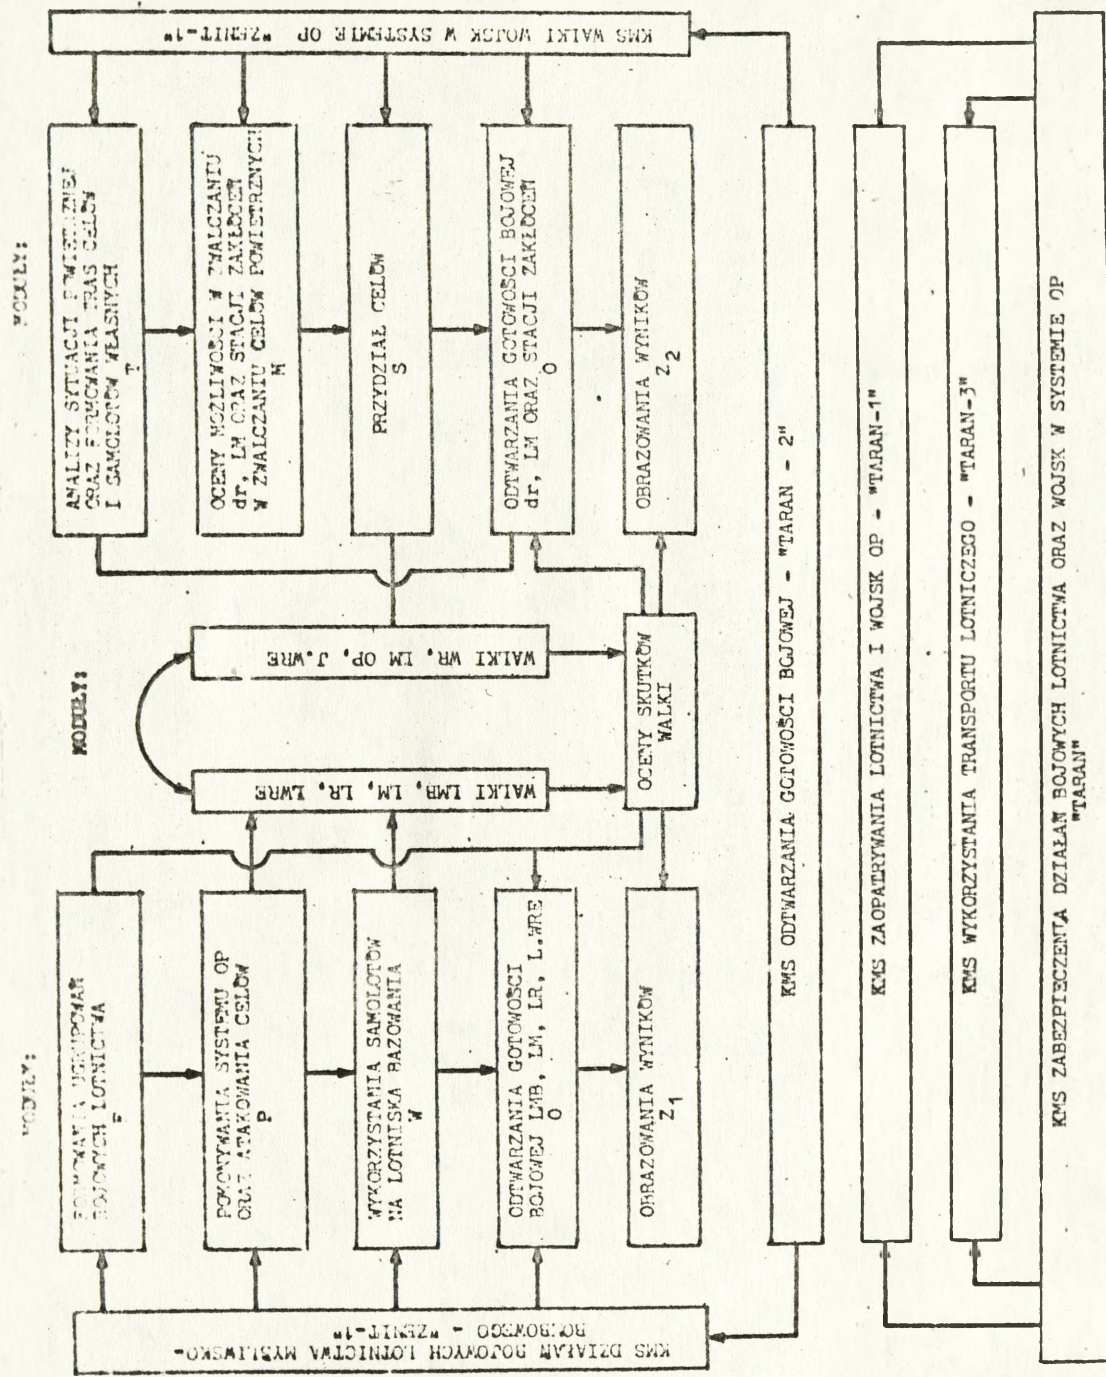 MODUŁY:
MODUŁY:
MODUŁY:
KMS DZIAŁAŃ BOJOWYCH LOTNICTWA MYŚLIWSKO-
BOMBOWEGO - "ZENIT-1"
FORMOWANIA UGRUPOWAŃ
BOJOWYCH LOTNICTWA
F
POKONYWANIA SYSTEMU OP
ORAZ ATAKOWANIA CELÓW
P
WYKORZYSTANIA SAMOLOTÓW
NA LOTNISKA BAZOWANIA
W
ODTWARZANIA GOTOWOŚCI
BOJOWEJ LMB, LM, LR, L.WRE
O
OBRAZOWANIA WYNIKÓW
Z1
WALKI LMB, LM, LR, LWRE
WALKI WR, LM OP, J.WRE
OCENY SKUTKÓW
WALKI
ANALIZY SYTUACJI POWIETRZNEJ
ORAZ FORMOWANIA TRAS CELÓW
I SAMOLOTÓW WŁASNYCH
T
OCENY MOŻLIWOŚCI W ZWALCZANIU
dr, LM ORAZ STACJI ZAKŁÓCEŃ
W ZWALCZANIU CELÓW POWIETRZNYCH
M
PRZYDZIAŁ CELÓW
S
ODTWARZANIA GOTOWOŚCI BOJOWEJ
dr, LM ORAZ STACJI ZAKŁÓCEŃ
O
OBRAZOWANIA WYNIKÓW
Z2
KMS WALKI WOJSK W SYSTEMIE OP "ZENIT-1"
KMS ODTWARZANIA GOTOWOŚCI BOJOWEJ - "TARAN - 2"
KMS ZAOPATRYWANIA LOTNICTWA I WOJSK OP - "TARAN-1"
KMS WYKORZYSTANIA TRANSPORTU LOTNICZEGO - "TARAN-3"
KMS ZABEZPIECZENIA DZIAŁAŃ BOJOWYCH LOTNICTWA ORAZ WOJSK W SYSTEMIE OP
"TARAN"